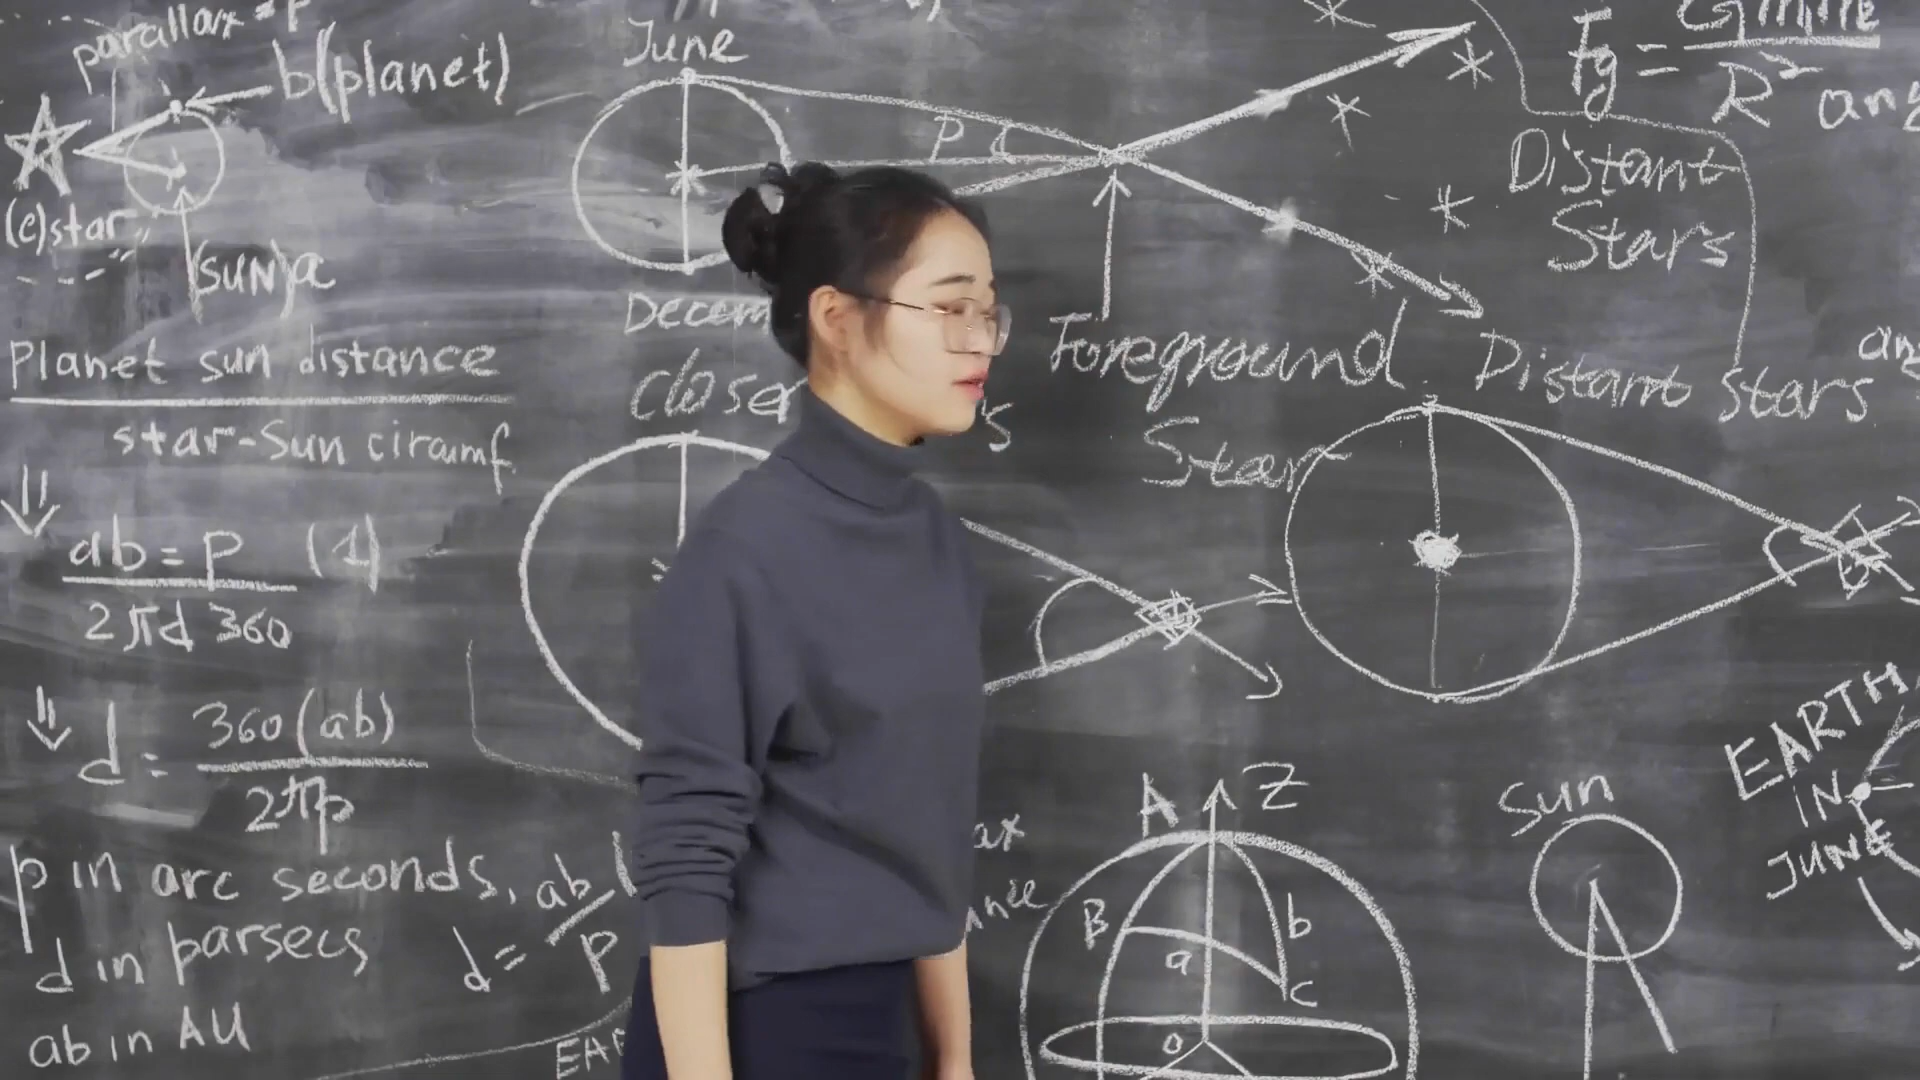 parallax = P
b(planet)
(c)star
(SUN)a
Planet sun distance
star-Sun circumf.
ab = p (1)
2πd 360
d = 360(ab)
2πp
p in arc seconds,
d in parsecs
ab in AU
d = ab
p
June
P
Decem
closer
Foreground
Star
Distant
Stars
Distant stars
Fg =
R²
A Z
B
b
a
C
o
Sun
EARTH
IN
JUNE